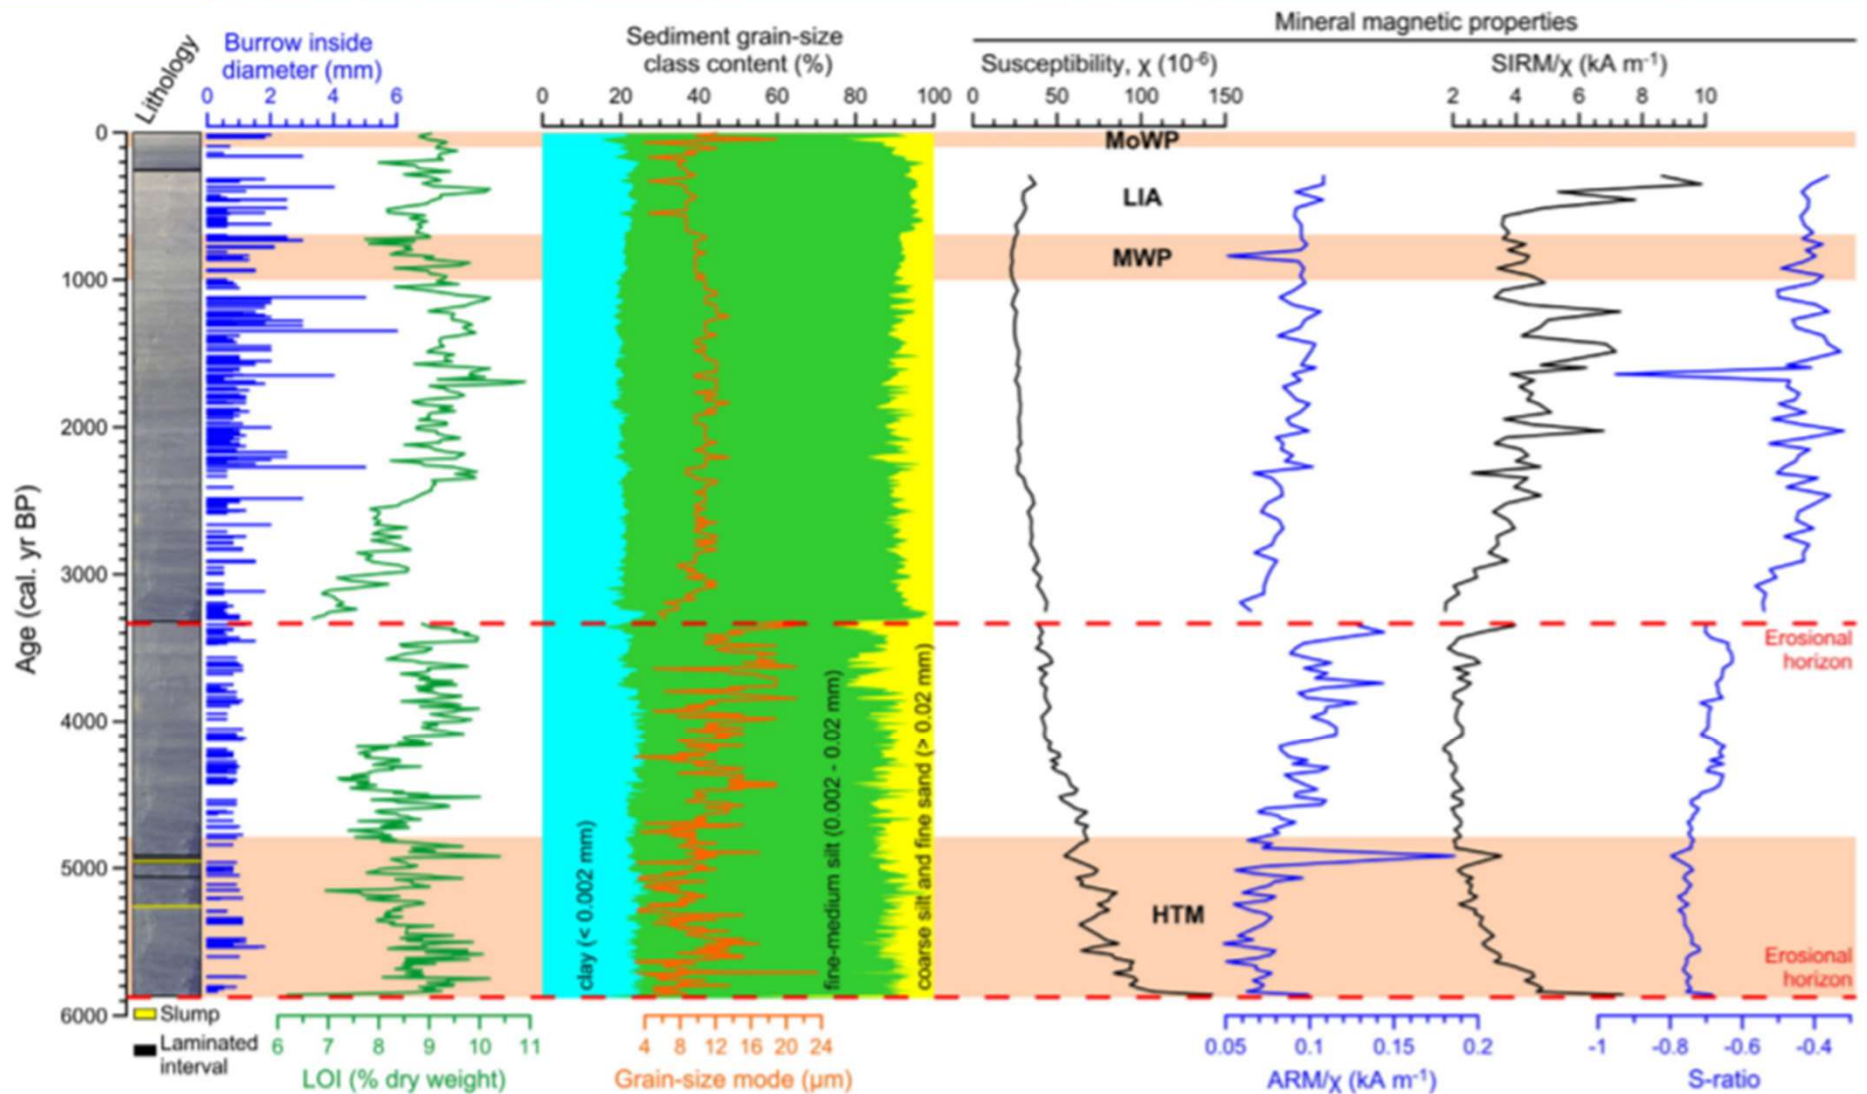 Mineral magnetic properties
Lithology
Burrow inside
diameter (mm)
Sediment grain-size
class content (%)
Susceptibility, χ (10-6)
SIRM/χ (kA m-1)
0 2 4 6
0 20 40 60 80 100
0 50 100 150
2 4 6 8 10
Age (cal. yr BP)
0
1000
2000
3000
4000
5000
6000
MoWP
LIA
MWP
HTM
Erosional
horizon
Erosional
horizon
clay (< 0.002 mm)
fine-medium silt (0.002 - 0.02 mm)
coarse silt and fine sand (> 0.02 mm)
Slump
Laminated
interval
6 7 8 9 10 11
LOI (% dry weight)
4 8 12 16 20 24
Grain-size mode (µm)
0.05 0.1 0.15 0.2
ARM/χ (kA m-1)
-1 -0.8 -0.6 -0.4
S-ratio